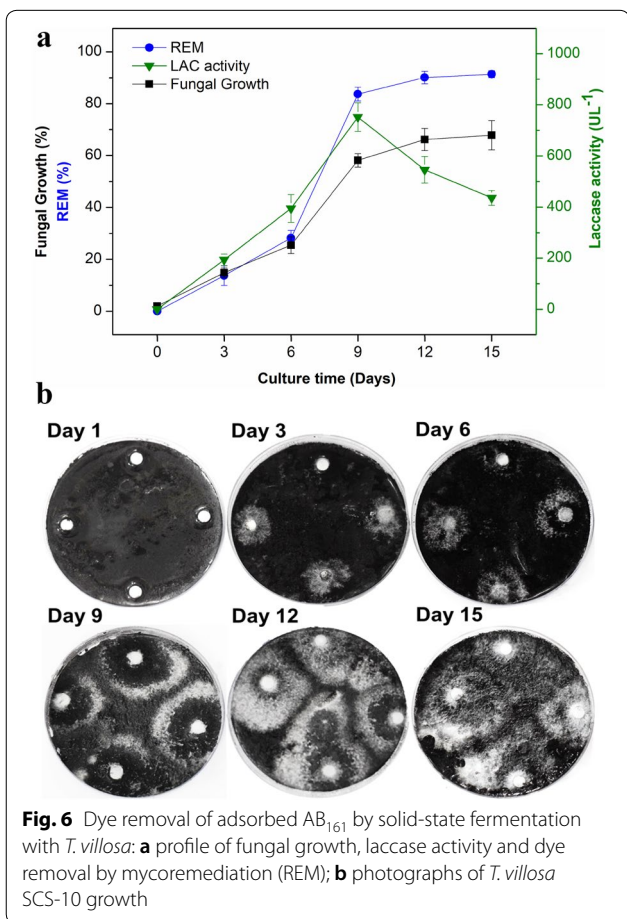 a
REM
LAC activity
Fungal Growth
Fungal Growth (%)
REM (%)
Laccase activity (UL⁻¹)
100
80
60
40
20
0
1000
800
600
400
200
0
0 3 6 9 12 15
Culture time (Days)
b
Day 1 Day 3 Day 6
Day 9 Day 12 Day 15
Fig. 6 Dye removal of adsorbed AB₁₆₁ by solid-state fermentation
with T. villosa: a profile of fungal growth, laccase activity and dye
removal by mycoremediation (REM); b photographs of T. villosa
SCS-10 growth